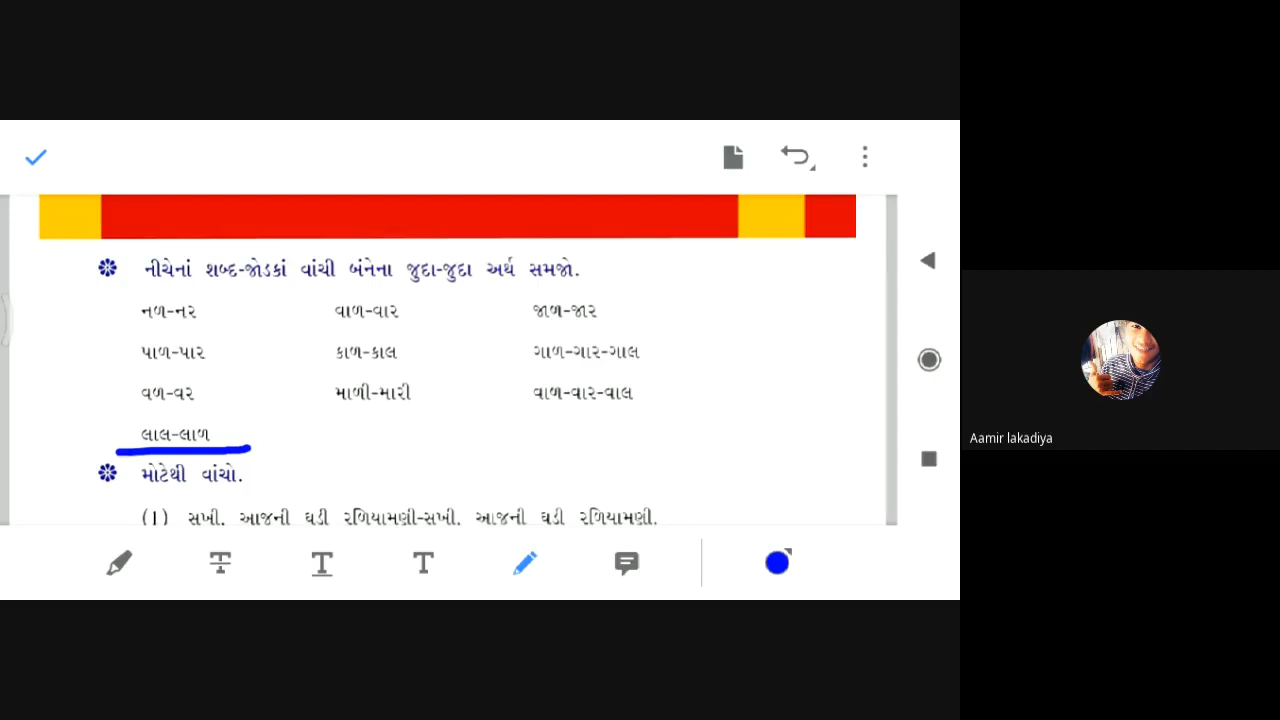 નીચેનાં શબ્દ-જોડકાં વાંચી બંનેના જુદા-જુદા અર્થ સમજો.
નળ-નર વાળ-વાર જાળ-જાર
પાળ-પાર કાળ-કાલ ગાળ-ગાર-ગાલ
વળ-વર માળી-મારી વાળ-વાર-વાલ
લાલ-લાળ
મોટેથી વાંચો.
(1) સખી, આજની ઘડી રળિયામણી-સખી, આજની ઘડી રળિયામણી.
Aamir lakadiya